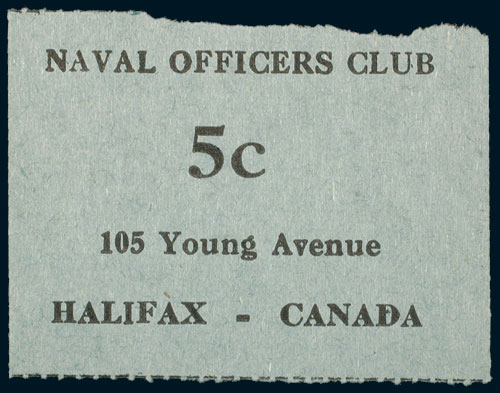 NAVAL OFFICERS CLUB
5c
105 Young Avenue
HALIFAX - CANADA